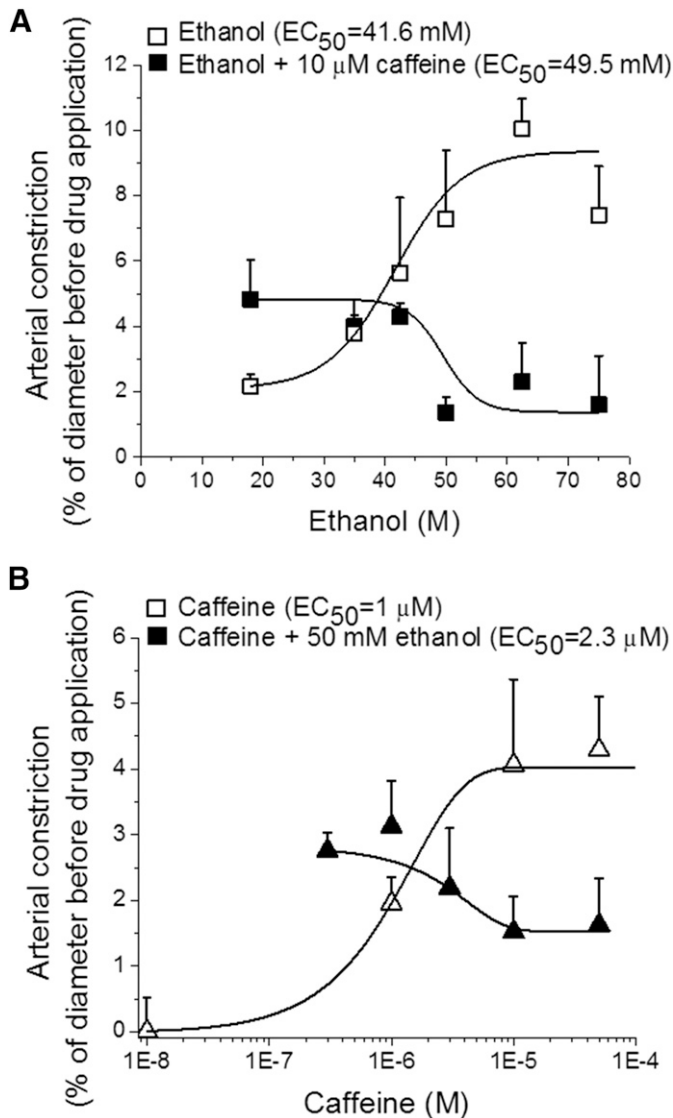 A
Ethanol (EC50=41.6 mM)
Ethanol + 10 μM caffeine (EC50=49.5 mM)
Arterial constriction
(% of diameter before drug application)
12
10
8
6
4
2
0
0 10 20 30 40 50 60 70 80
Ethanol (M)
B
Caffeine (EC50=1 μM)
Caffeine + 50 mM ethanol (EC50=2.3 μM)
Arterial constriction
(% of diameter before drug application)
6
5
4
3
2
1
0
1E-8 1E-7 1E-6 1E-5 1E-4
Caffeine (M)